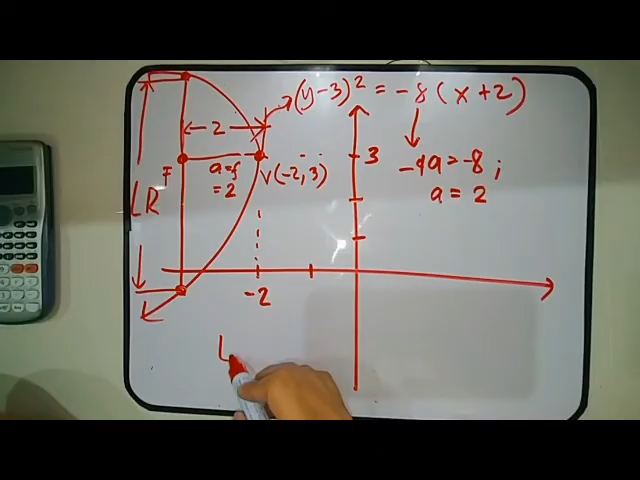 (y-3)² = -8(x+2)
2
3
-4a = -8;
a = 2
F
a=f
=2
V(-2,3)
LR
-2
L